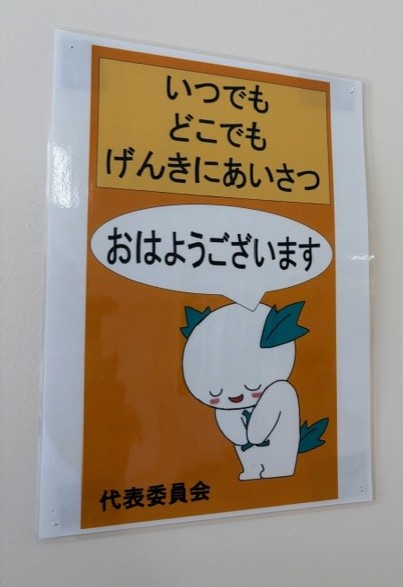 いつでも
どこでも
げんきにあいさつ
おはようございます
代表委員会